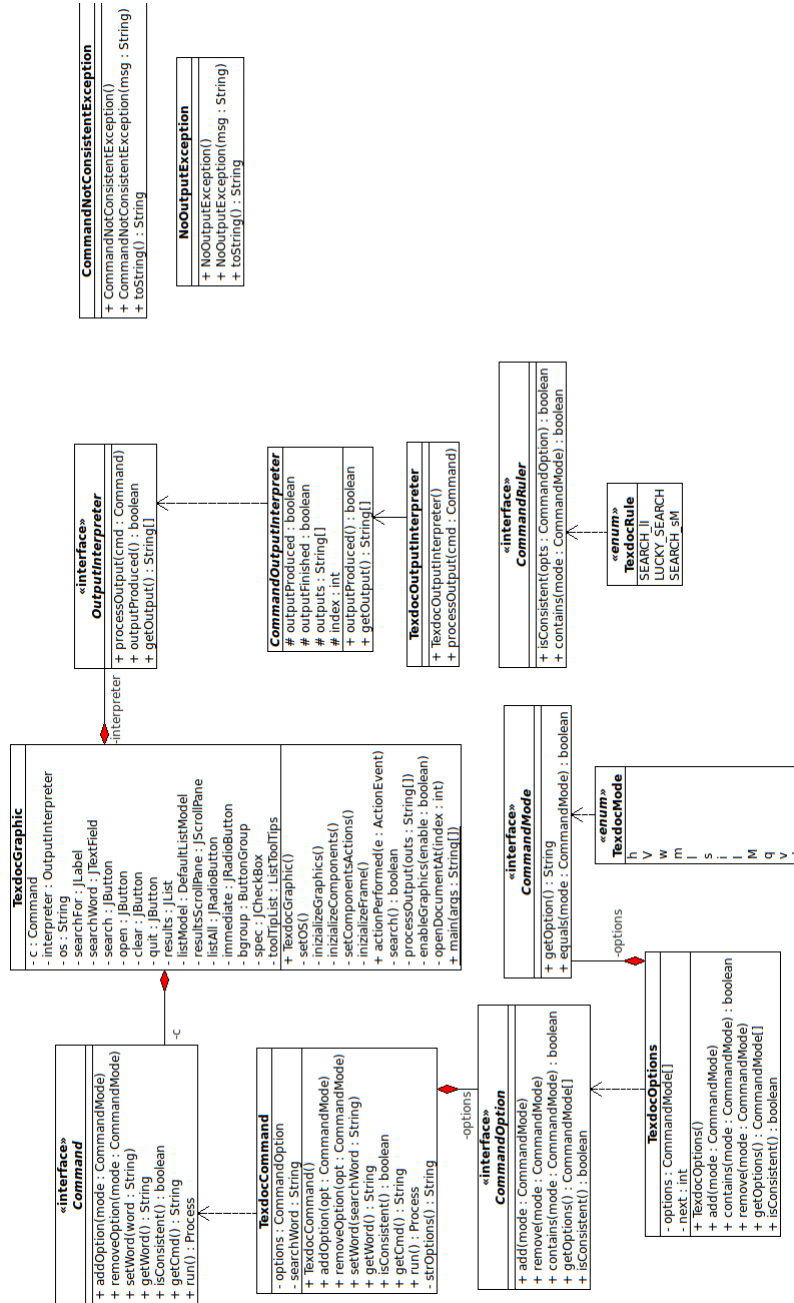 «interface»
Command
+ addOption(mode : CommandMode)
+ removeOption(mode : CommandMode)
+ setWord(word : String)
+ getWord() : String
+ isConsistent() : boolean
+ getCmd() : String
+ run() : Process
-c
TexdocGraphic
- c : Command
- interpreter : OutputInterpreter
- os : String
- searchFor : JLabel
- searchWord : JTextField
- search : JButton
- open : JButton
- clear : JButton
- quit : JButton
- results : JList
- listModel : DefaultListModel
- resultsScrollPane : JScrollPane
- listAll : JRadioButton
- immediate : JRadioButton
- bgroup : ButtonGroup
- spec : JCheckBox
- toolTipList : ListToolTips
+ TexdocGraphic()
- setOS()
- inizializeGraphics()
- inizializeComponents()
- setComponentsActions()
- inizializeFrame()
+ actionPerformed(e : ActionEvent)
- search() : boolean
- processOutput(outs : String[])
- enableGraphics(enable : boolean)
- openDocumentAt(index : int)
+ main(args : String[])
-interpreter
«interface»
OutputInterpreter
+ processOutput(cmd : Command)
+ outputProduced() : boolean
+ getOutput() : String[]
CommandNotConsistentException
+ CommandNotConsistentException()
+ CommandNotConsistentException(msg : String)
+ toString() : String
NoOutputException
+ NoOutputException()
+ NoOutputException(msg : String)
+ toString() : String
TexdocCommand
- options : CommandOption
- searchWord : String
+ TexdocCommand()
+ addOption(opt : CommandMode)
+ removeOption(opt : CommandMode)
+ setWord(searchWord : String)
+ getWord() : String
+ isConsistent() : boolean
+ getCmd() : String
+ run() : Process
- strOptions() : String
-options
CommandOutputInterpreter
# outputProduced : boolean
# outputFinished : boolean
# outputs : String[]
# index : int
+ outputProduced() : boolean
+ getOutput() : String[]
TexdocOutputInterpreter
+ TexdocOutputInterpreter()
+ processOutput(cmd : Command)
«interface»
CommandOption
+ add(mode : CommandMode)
+ remove(mode : CommandMode)
+ contains(mode : CommandMode) : boolean
+ getOptions() : CommandMode[]
+ isConsistent() : boolean
«interface»
CommandMode
+ getOption() : String
+ equals(mode : CommandMode) : boolean
-options
«interface»
CommandRuler
+ isConsistent(opts : CommandOption) : boolean
+ contains(mode : CommandMode) : boolean
TexdocOptions
- options : CommandMode[]
- next : int
+ TexdocOptions()
+ add(mode : CommandMode)
+ contains(mode : CommandMode) : boolean
+ remove(mode : CommandMode)
+ getOptions() : CommandMode[]
+ isConsistent() : boolean
«enum»
TexdocMode
h
V
w
m
l
s
i
I
M
q
v
«enum»
TexdocRule
SEARCH_lI
LUCKY_SEARCH
SEARCH_sM